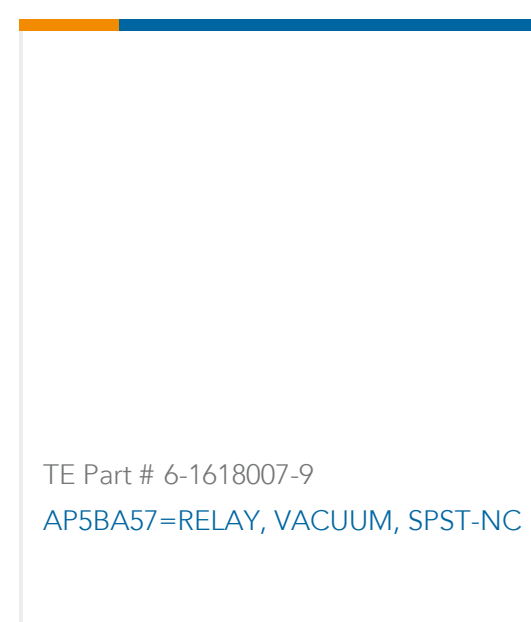 TE Part # 6-1618007-9
AP5BA57=RELAY, VACUUM, SPST-NC